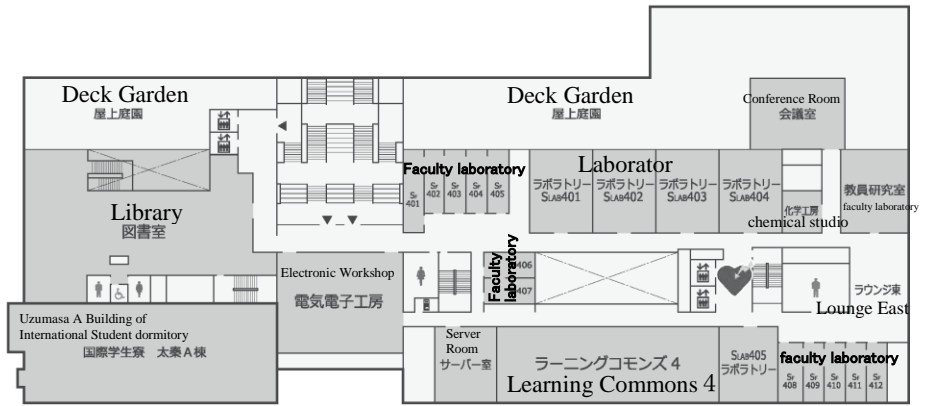 Deck Garden
屋上庭園
Deck Garden
屋上庭園
Conference Room
会議室
Faculty laboratory
Sf 401
Sf 402
Sf 403
Sf 404
Sf 405
Laborator
ラボラトリー
SLAB401
ラボラトリー
SLAB402
ラボラトリー
SLAB403
ラボラトリー
SLAB404
化学工房
chemical studio
教員研究室
faculty laboratory
Library
図書室
Electronic Workshop
電気電子工房
Faculty
laboratory
406
407
ラウンジ東
Lounge East
Uzumasa A Building of
International Student dormitory
国際学生寮 太秦A棟
Server
Room
サーバー室
ラーニングコモンズ4
Learning Commons 4
SLAB405
ラボラトリー
faculty laboratory
Sf 408
Sf 409
Sf 410
Sf 411
Sf 412